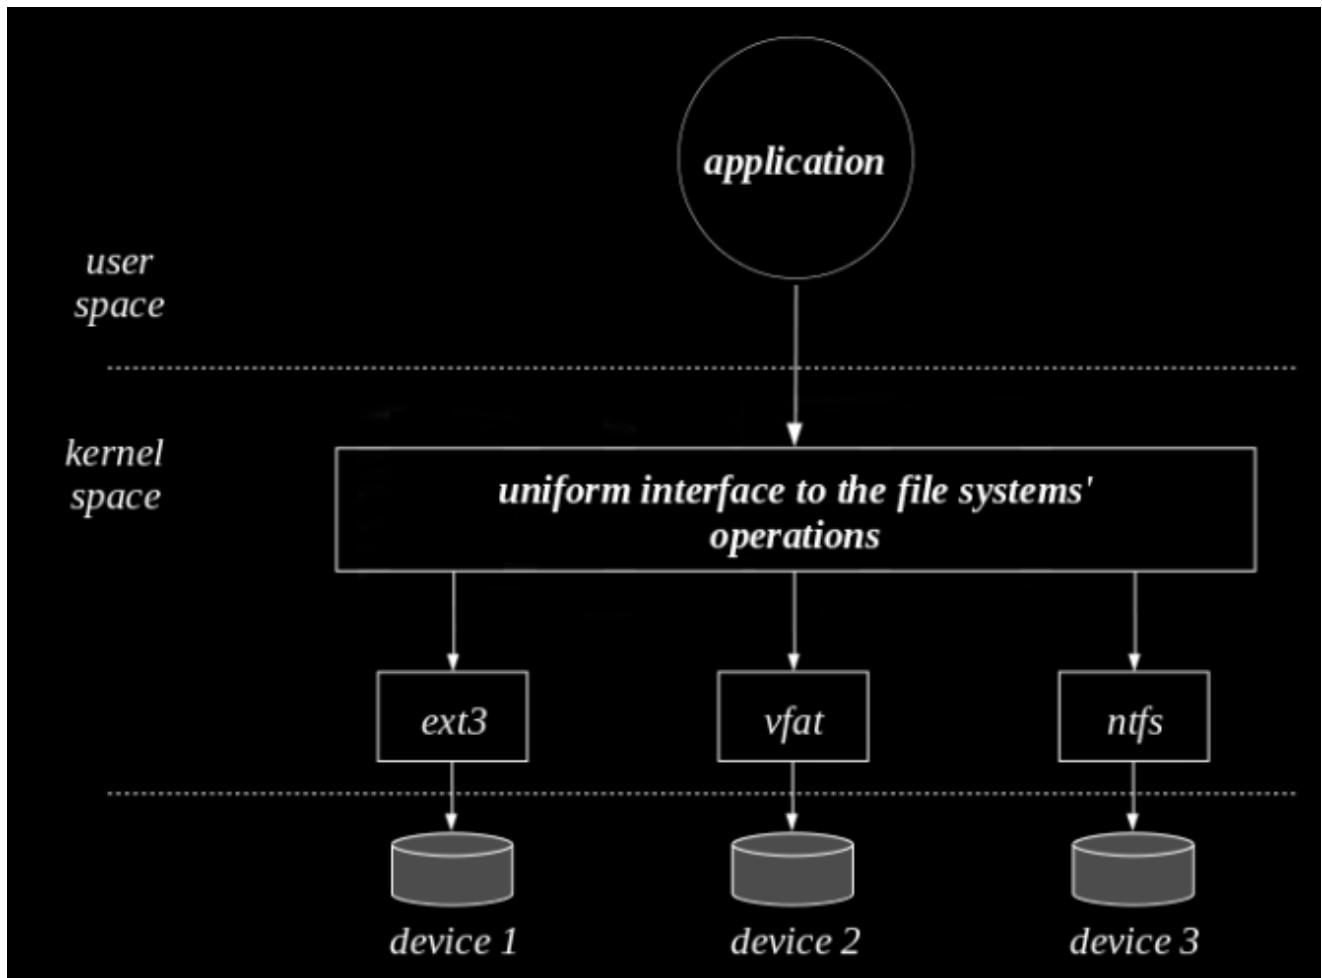 application
user
space
kernel
space
uniform interface to the file systems'
operations
ext3
vfat
ntfs
device 1
device 2
device 3